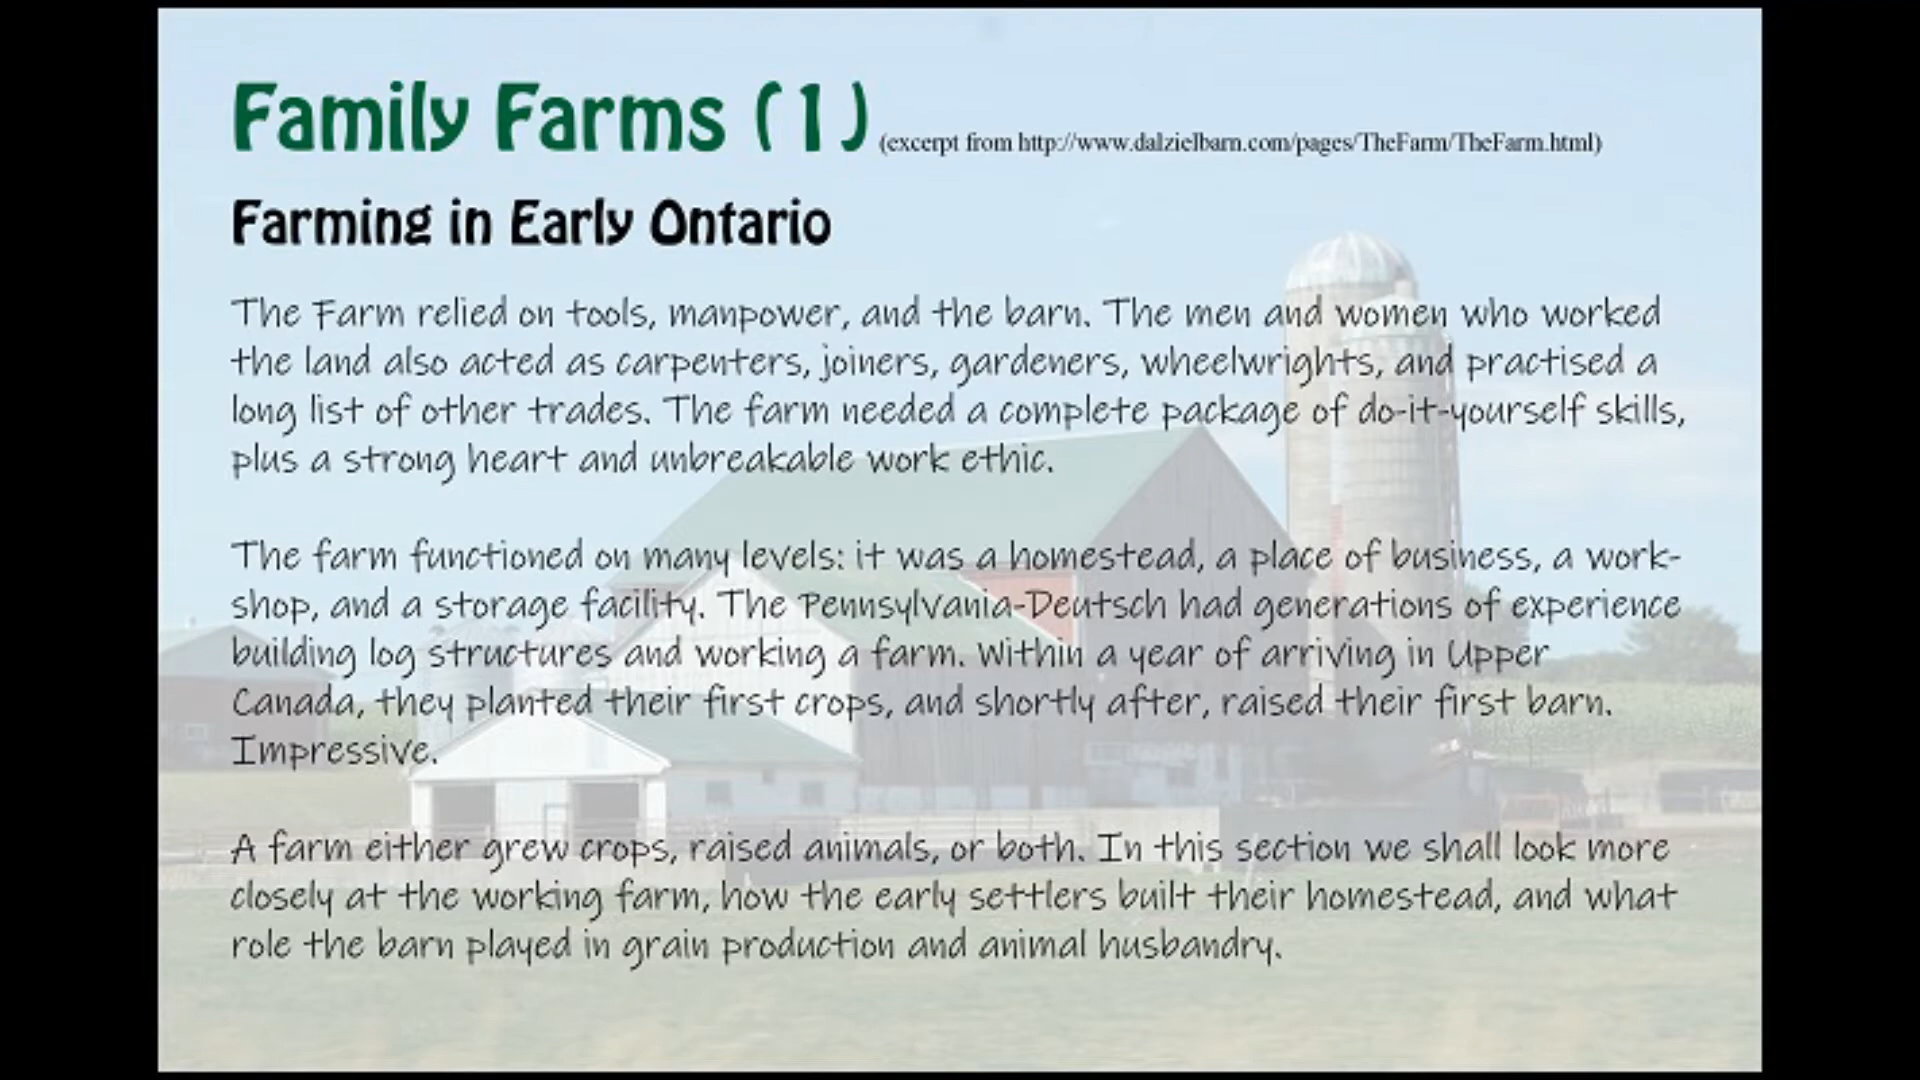 Family Farms (1) (excerpt from http://www.dalzielbarn.com/pages/TheFarm/TheFarm.html)
Farming in Early Ontario
The Farm relied on tools, manpower, and the barn. The men and women who worked
the land also acted as carpenters, joiners, gardeners, wheelwrights, and practised a
long list of other trades. The farm needed a complete package of do-it-yourself skills,
plus a strong heart and unbreakable work ethic.
The farm functioned on many levels: it was a homestead, a place of business, a work-
shop, and a storage facility. The Pennsylvania-Deutsch had generations of experience
building log structures and working a farm. Within a year of arriving in Upper
Canada, they planted their first crops, and shortly after, raised their first barn.
Impressive.
A farm either grew crops, raised animals, or both. In this section we shall look more
closely at the working farm, how the early settlers built their homestead, and what
role the barn played in grain production and animal husbandry.